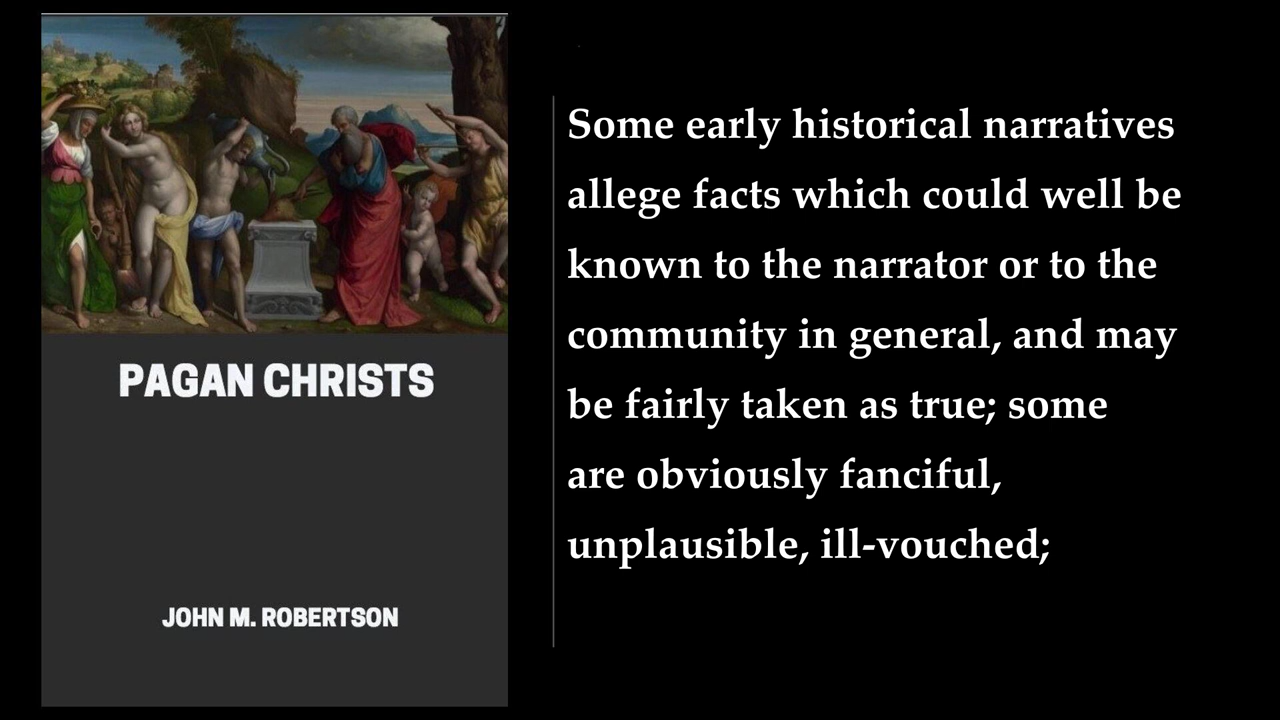 PAGAN CHRISTS
JOHN M. ROBERTSON
Some early historical narratives
allege facts which could well be
known to the narrator or to the
community in general, and may
be fairly taken as true; some
are obviously fanciful,
unplausible, ill-vouched;